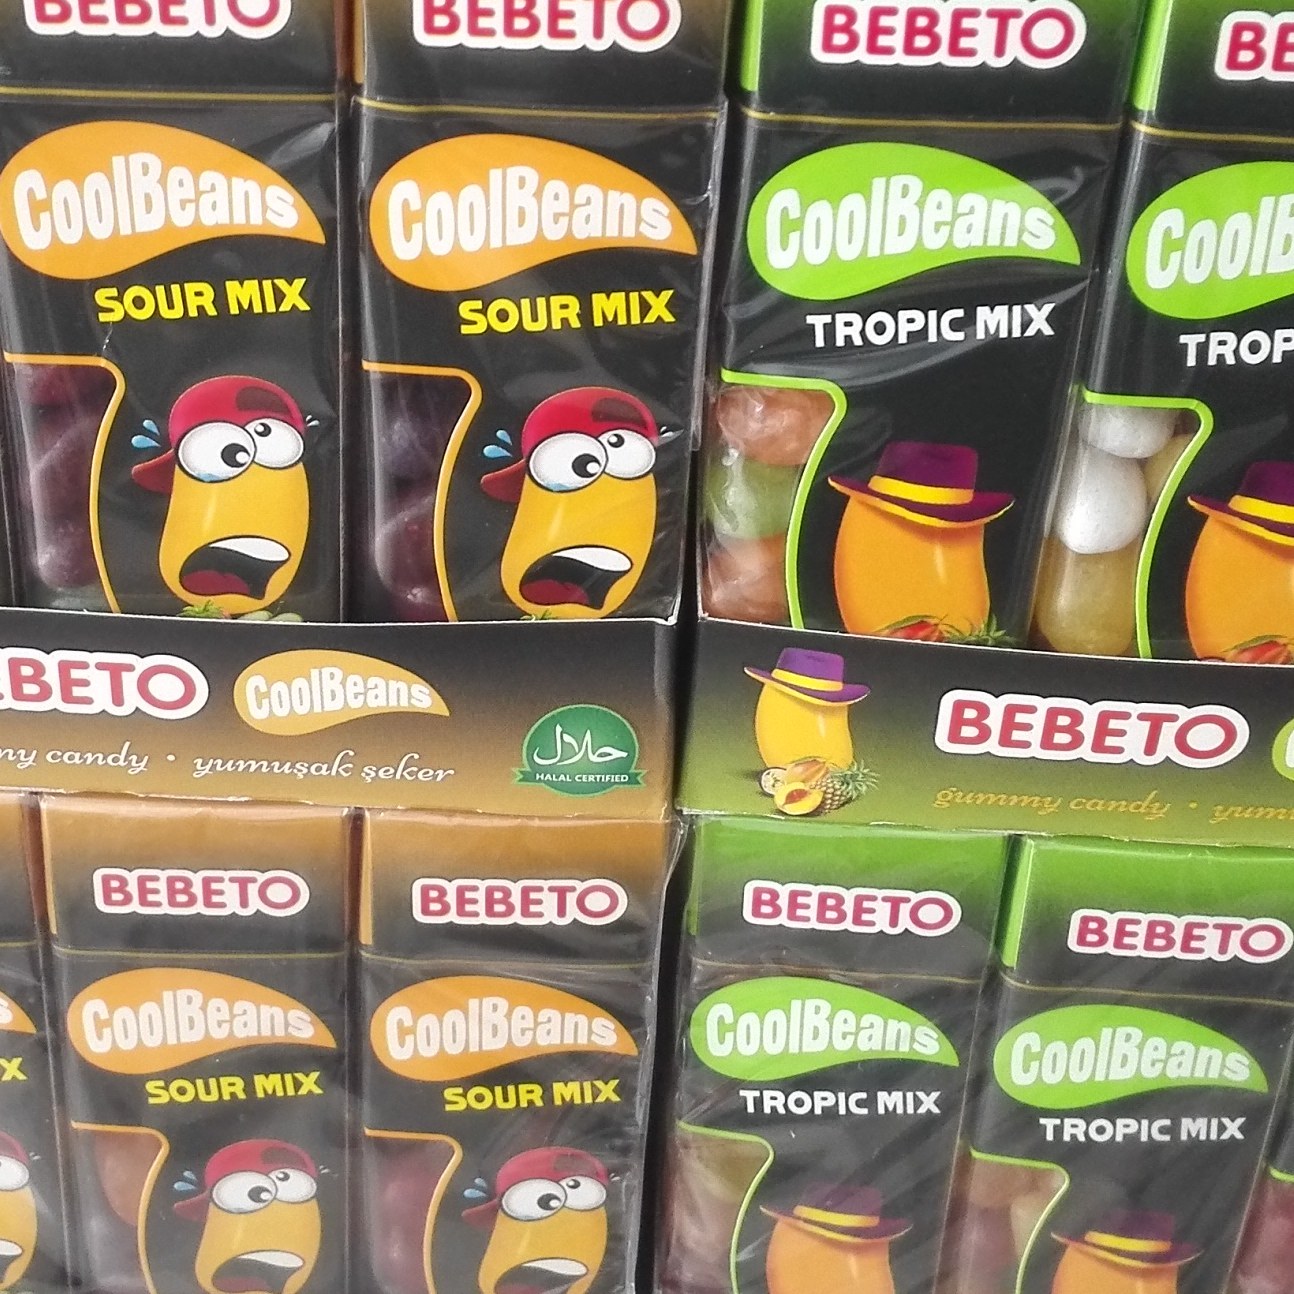 BEBETO
CoolBeans
SOUR MIX
BEBETO
CoolBeans
SOUR MIX
BEBETO
CoolBeans
TROPIC MIX
BEBETO CoolBeans
candy · yumuşak şeker
حلال
HALAL CERTIFIED
BEBETO
gummy candy ·
BEBETO
CoolBeans
SOUR MIX
BEBETO
CoolBeans
SOUR MIX
BEBETO
CoolBeans
TROPIC MIX
BEBETO
CoolBeans
TROPIC MIX